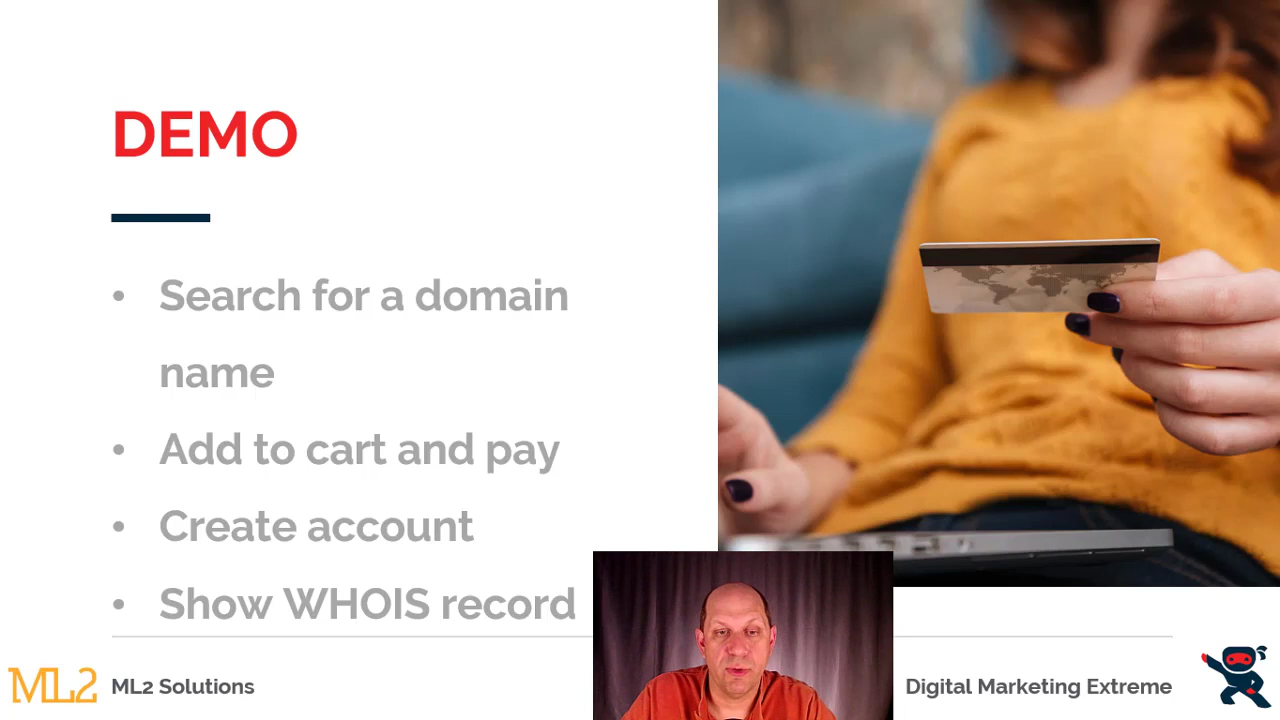 DEMO
• Search for a domain
name
• Add to cart and pay
• Create account
• Show WHOIS record
ML2 ML2 Solutions
Digital Marketing Extreme